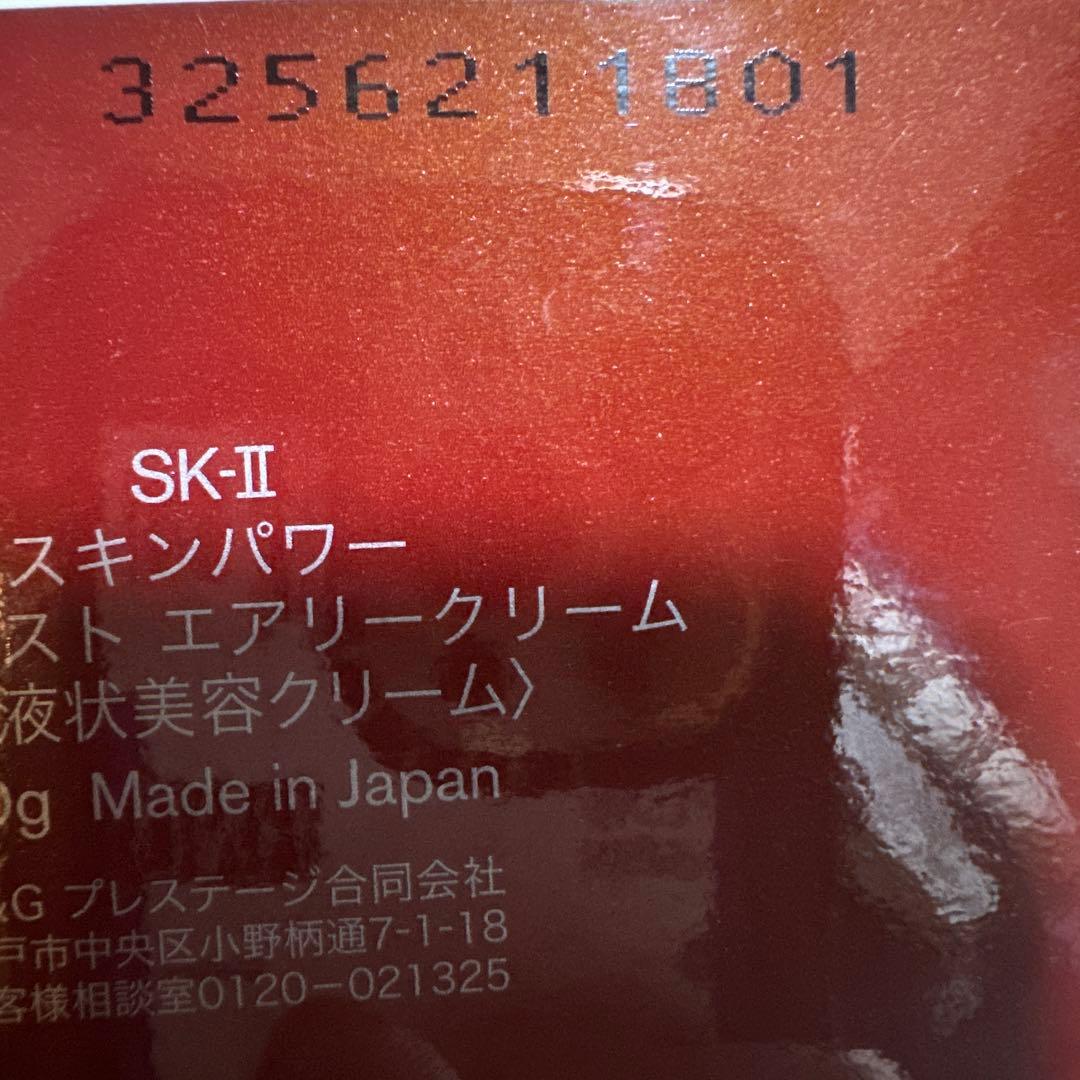 3256211801
SK-II
スキンパワー
スト エアリークリーム
液状美容クリーム〉
0g Made in Japan
&G プレステージ合同会社
戸市中央区小野柄通7-1-18
客様相談室0120-021325